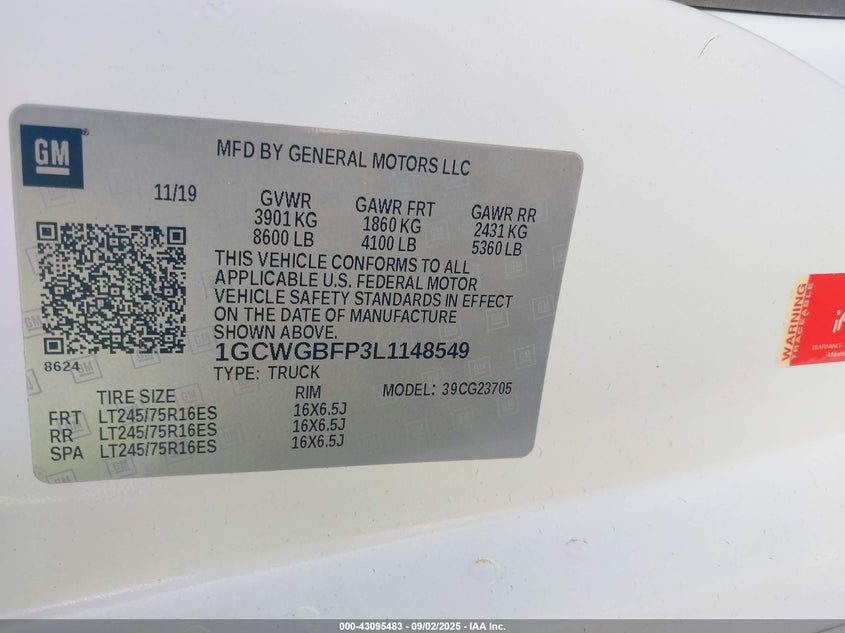 GM
®
MFD BY GENERAL MOTORS LLC
11/19
GVWR
3901 KG
8600 LB
GAWR FRT
1860 KG
4100 LB
GAWR RR
2431 KG
5360 LB
THIS VEHICLE CONFORMS TO ALL
APPLICABLE U.S. FEDERAL MOTOR
VEHICLE SAFETY STANDARDS IN EFFECT
ON THE DATE OF MANUFACTURE
SHOWN ABOVE.
8624
1GCWGBFP3L1148549
TYPE: TRUCK
MODEL: 39CG23705
TIRE SIZE RIM
FRT LT245/75R16ES 16X6.5J
RR LT245/75R16ES 16X6.5J
SPA LT245/75R16ES 16X6.5J
WARNING
TRACEABLE
000-43095483 - 09/02/2025 - IAA Inc.